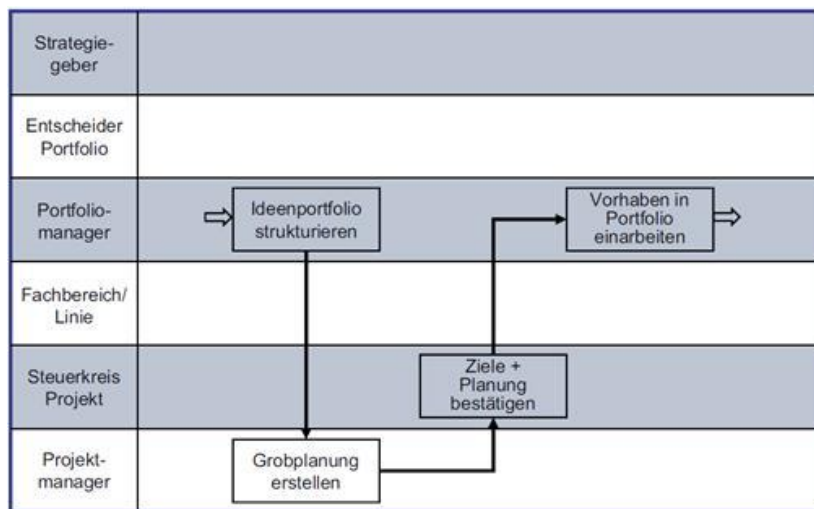 Strategie-
geber
Entscheider
Portfolio
Portfolio-
manager
Ideenportfolio
strukturieren
Vorhaben in
Portfolio
einarbeiten
Fachbereich/
Linie
Steuerkreis
Projekt
Ziele +
Planung
bestätigen
Projekt-
manager
Grobplanung
erstellen